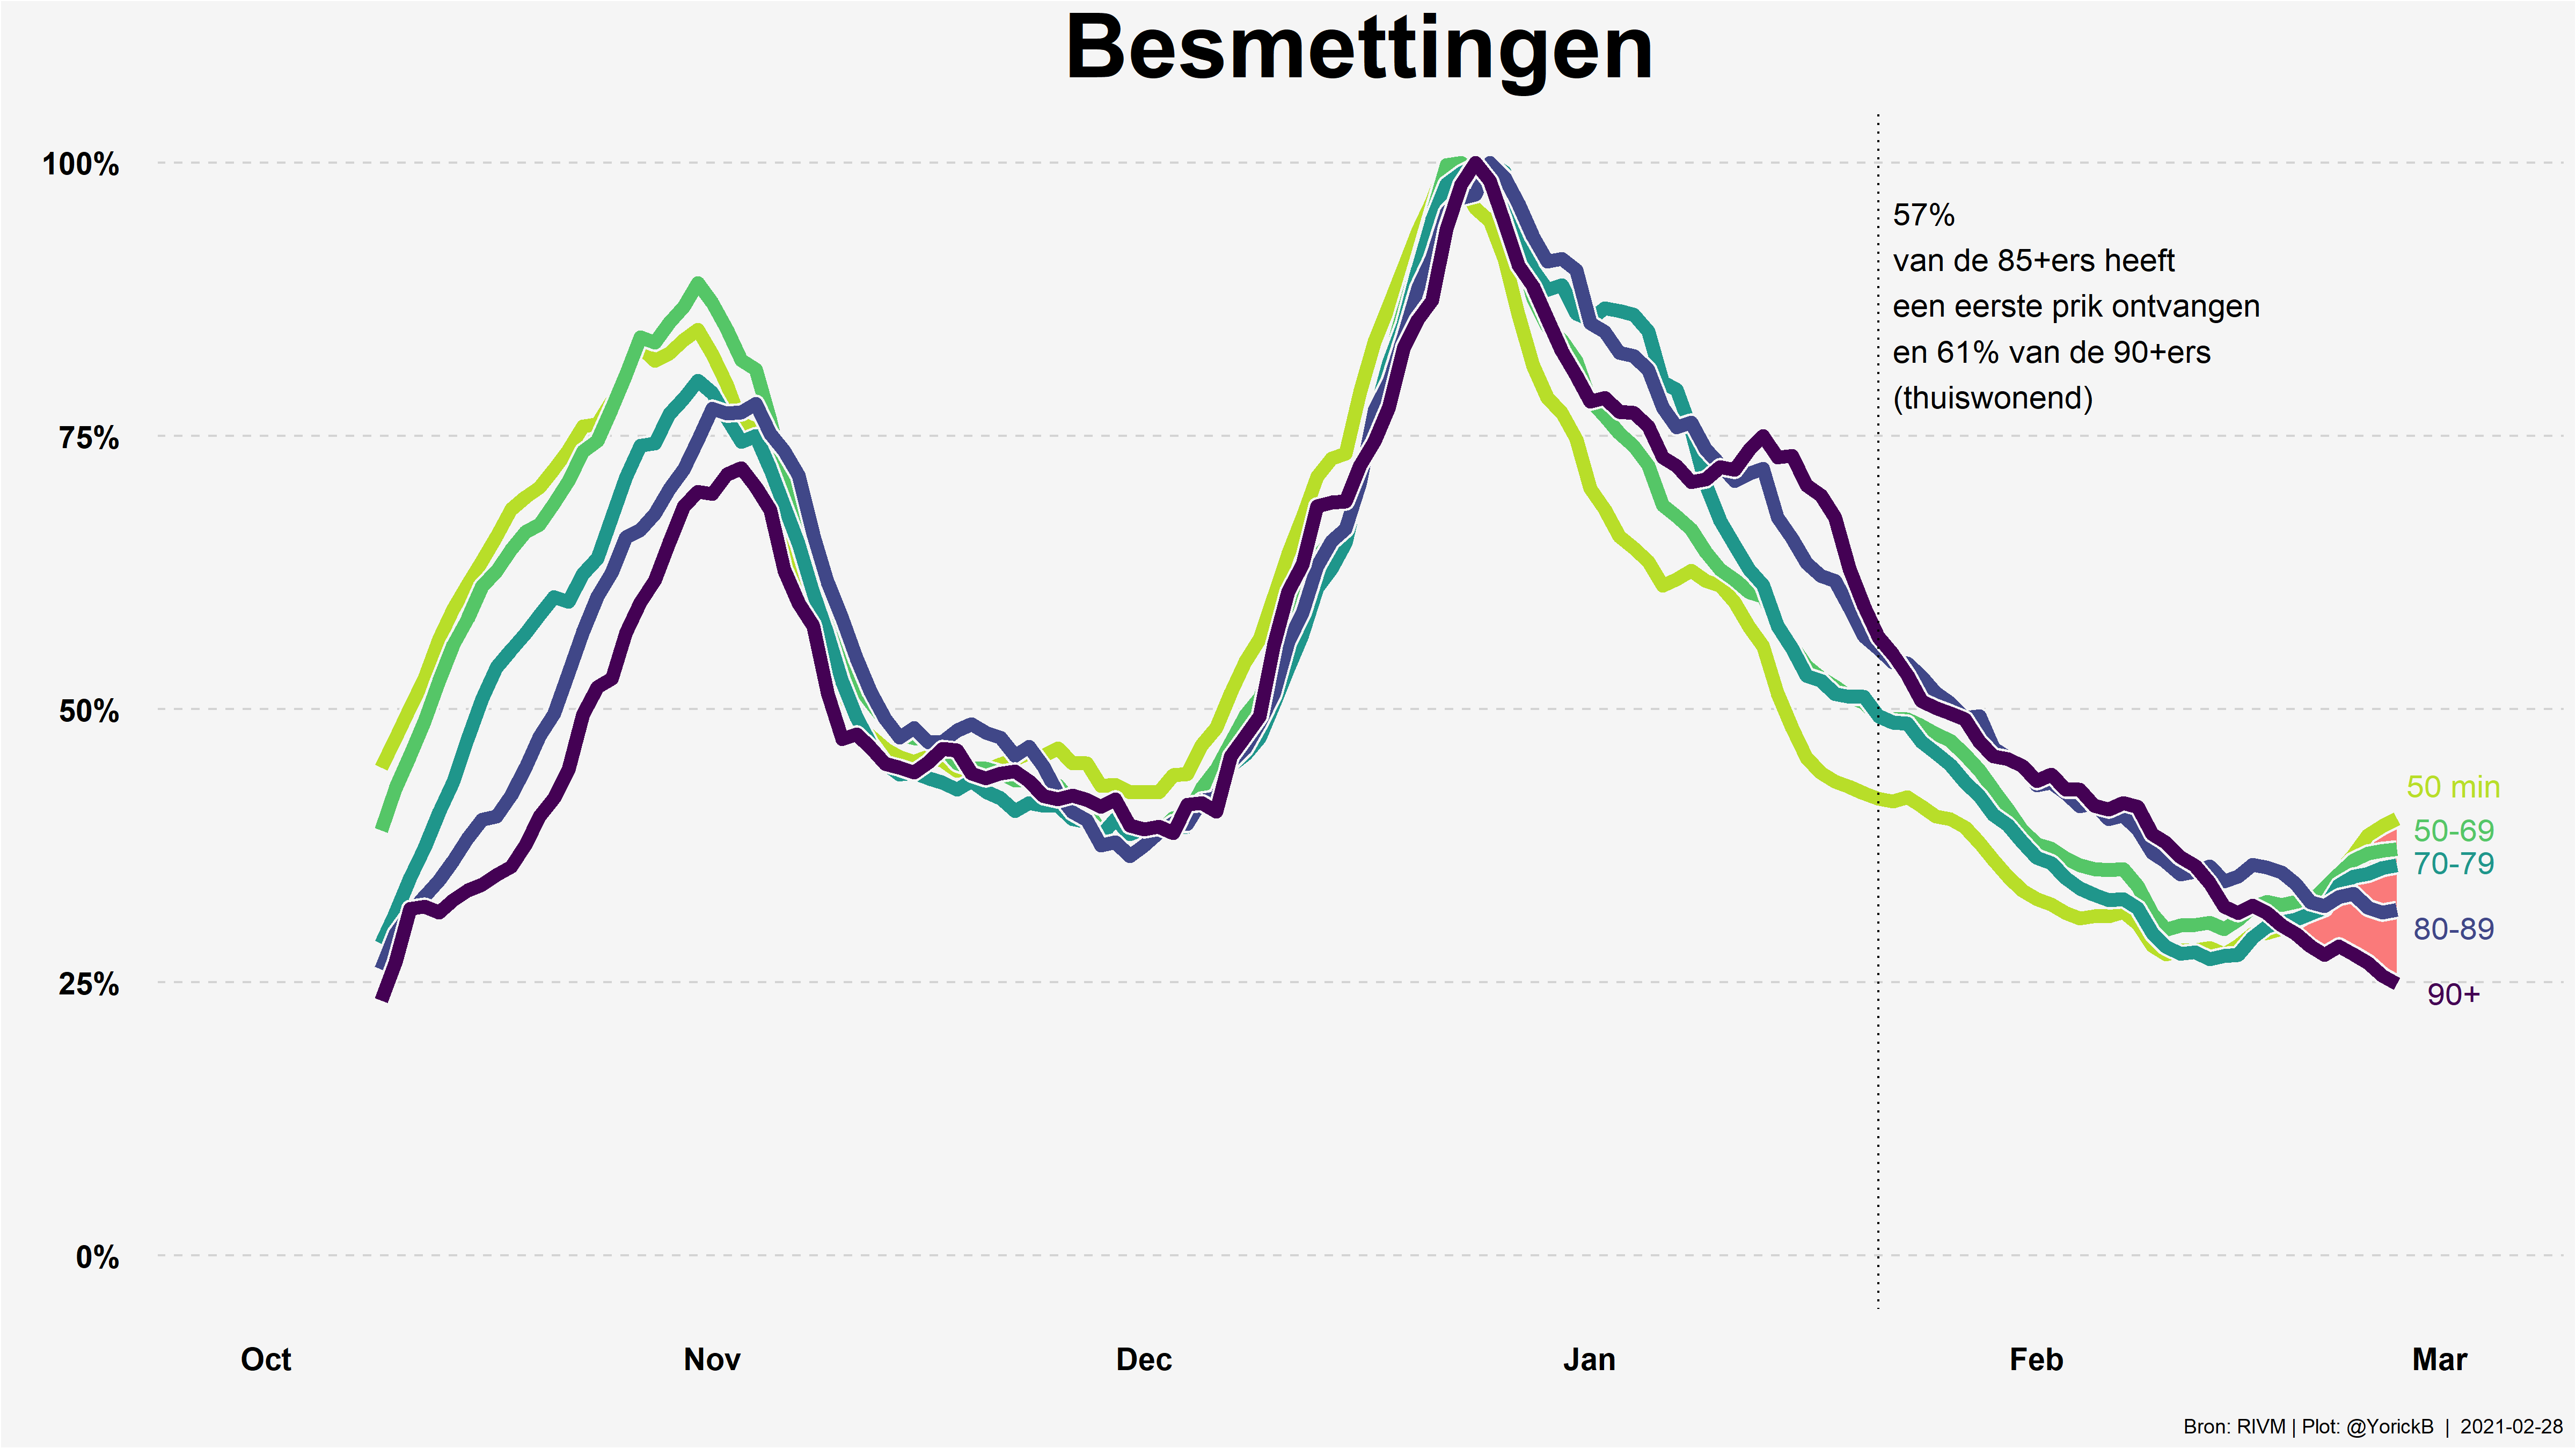 Besmettingen
100%
75%
50%
25%
0%
57%
van de 85+ers heeft
een eerste prik ontvangen
en 61% van de 90+ers
(thuiswonend)
50 min
50-69
70-79
80-89
90+
Oct
Nov
Dec
Jan
Feb
Mar
Bron: RIVM | Plot: @YorickB | 2021-02-28